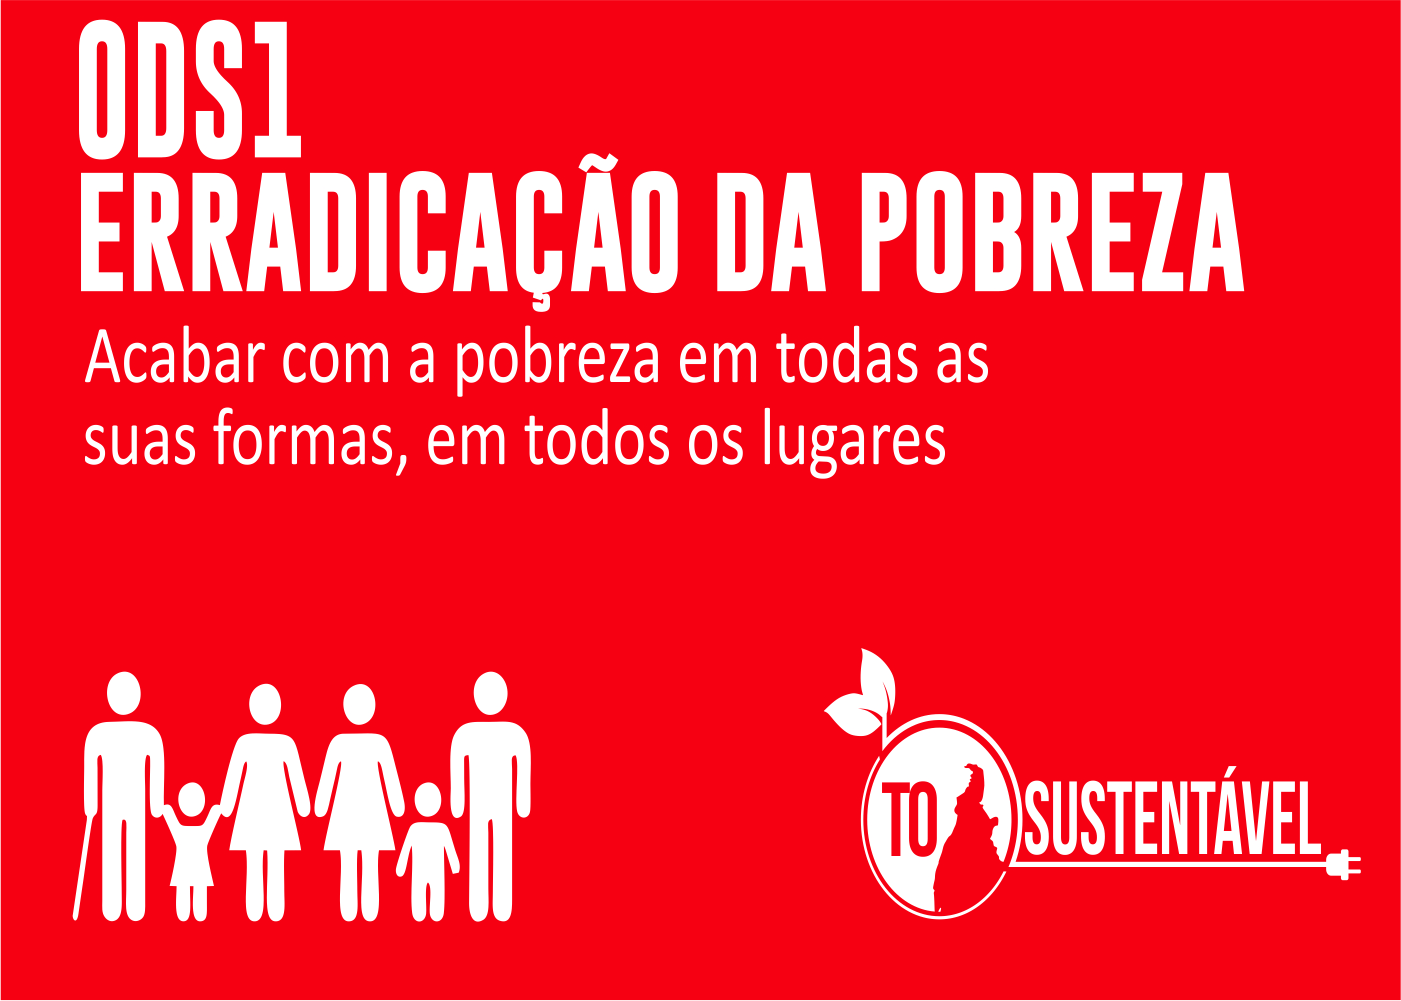 ODS1
ERRADICAÇÃO DA POBREZA
Acabar com a pobreza em todas as
suas formas, em todos os lugares
TO SUSTENTÁVEL